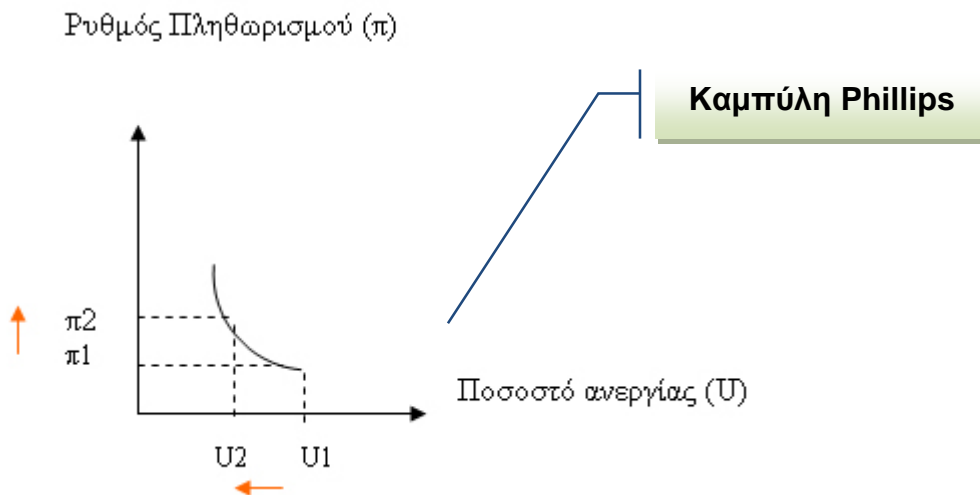 Ρυθμός Πληθωρισμού (π)
Καμπύλη Phillips
π2
π1
Ποσοστό ανεργίας (U)
U2 U1